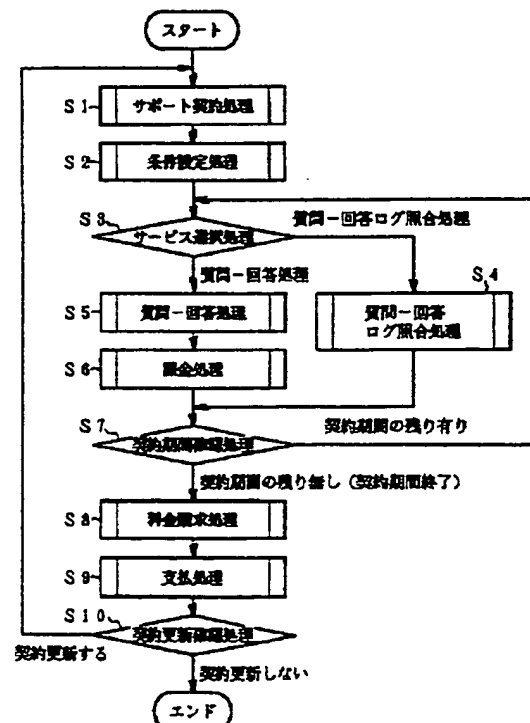 スタート
S1
サポート契約処理
S2
条件設定処理
S3
サービス選択処理
質問－回答ログ照合処理
質問－回答処理
S4
S5
質問－回答処理
質問－回答
ログ照合処理
S6
課金処理
S7
契約期間確認処理
契約期間の残り有り
契約期間の残り無し（契約期間終了）
S8
料金請求処理
S9
支払処理
S10
契約更新確認処理
契約更新する
契約更新しない
エンド